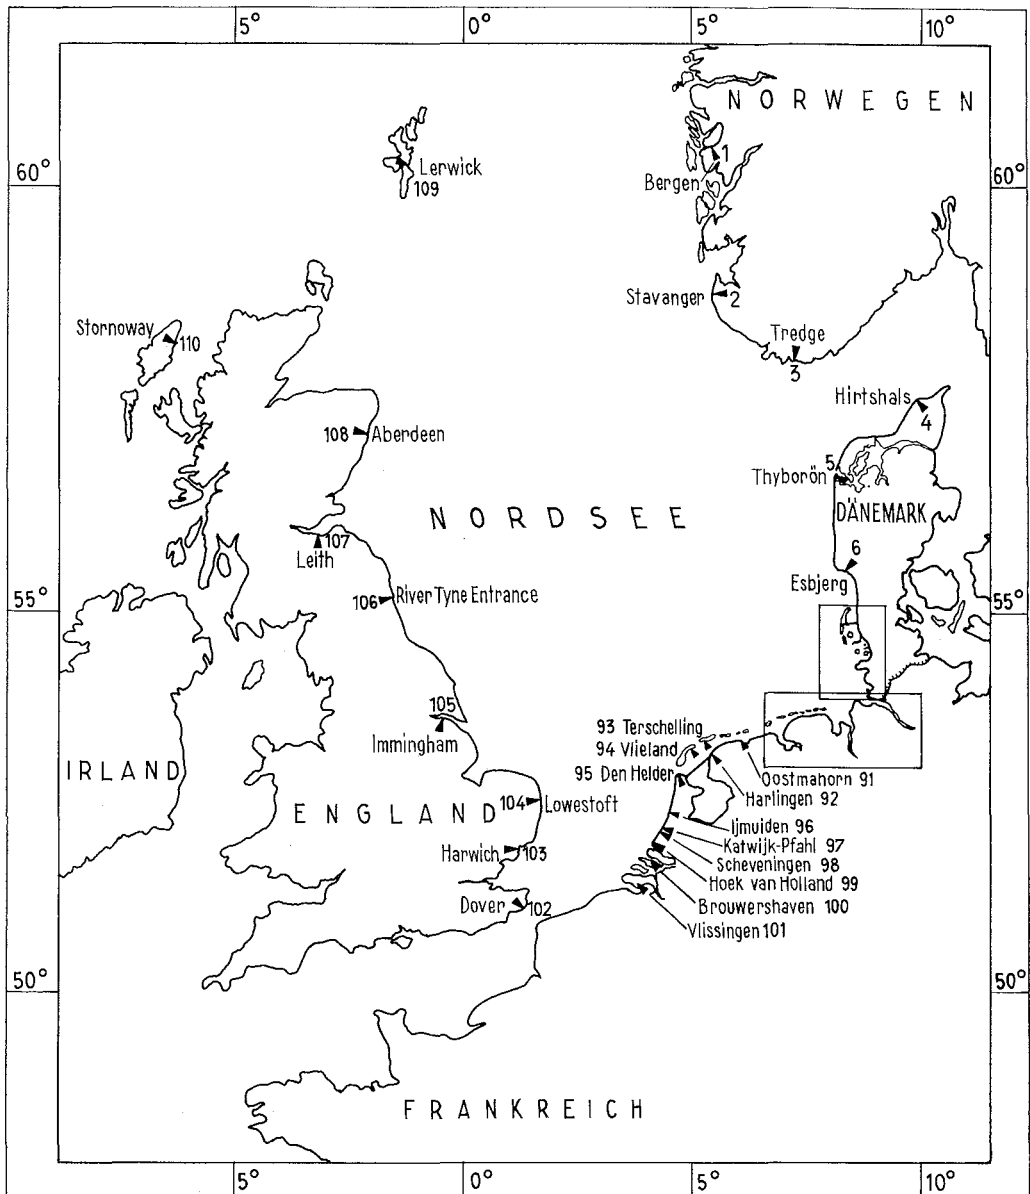 5° 0° 5° 10°
NORWEGEN
1
Bergen
Lerwick
109
60° 60°
Stavanger 2
Stornoway 110
Tredge
3
Hirtshals
4
108 Aberdeen
5
Thyborön
DÄNEMARK
NORDSEE
107
Leith
6
Esbjerg
106 River Tyne Entrance
55° 55°
105
Immingham
93 Terschelling
94 Vlieland
95 Den Helder
Oostmahorn 91
Harlingen 92
IRLAND
ENGLAND
104 Lowestoft
Ijmuiden 96
Katwijk-Pfahl 97
Scheveningen 98
Harwich 103
Hoek van Holland 99
Brouwershaven 100
Dover 102
Vlissingen 101
50° 50°
FRANKREICH
5° 0° 5° 10°